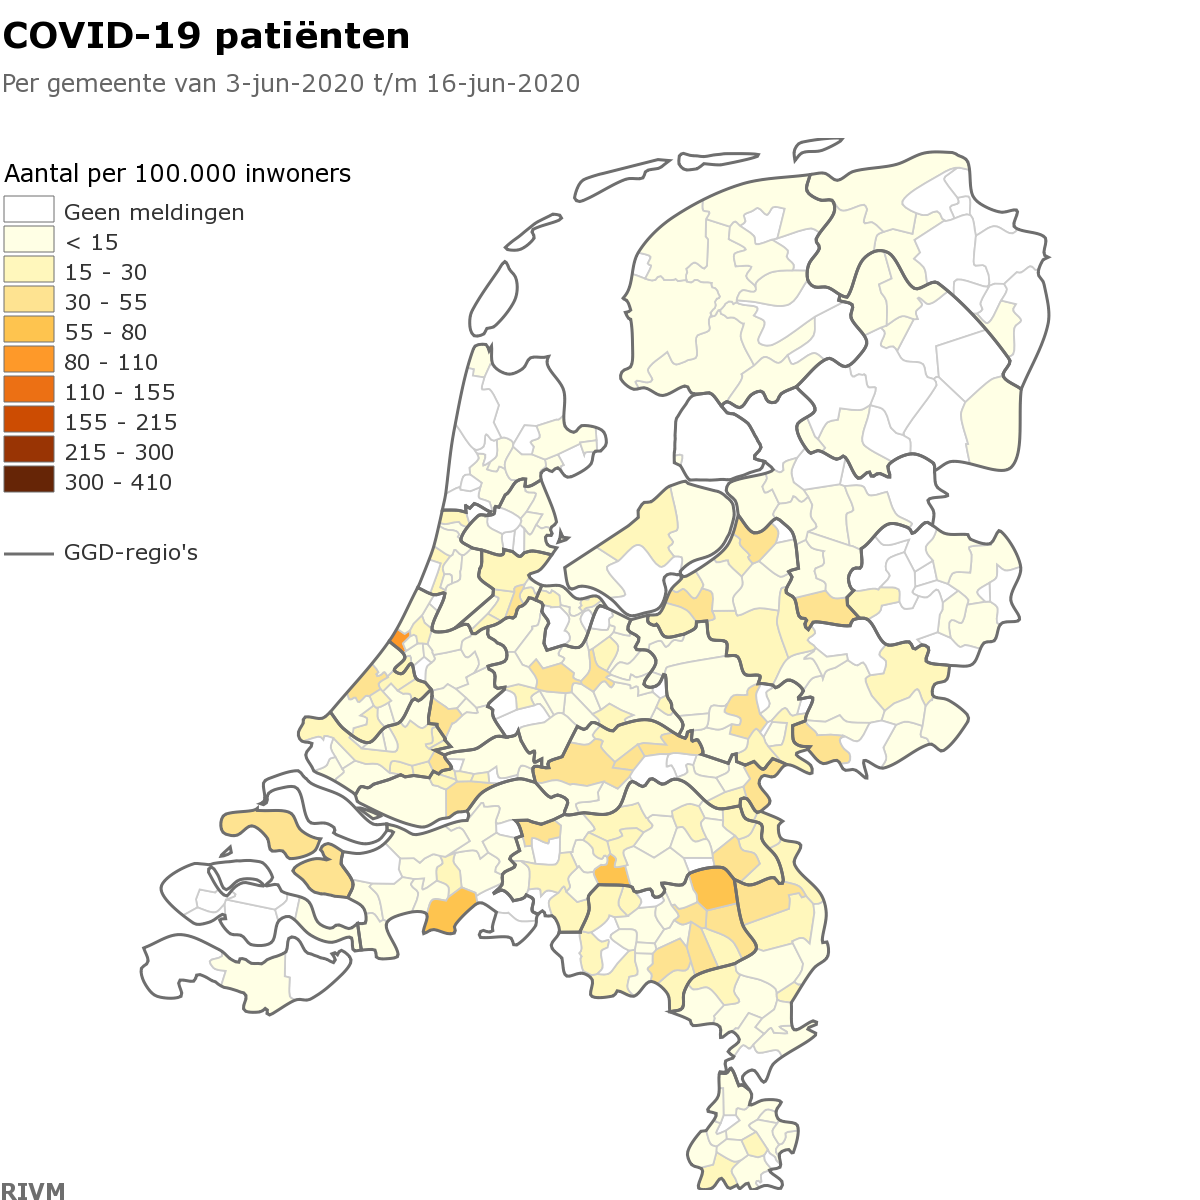 COVID-19 patiënten
Per gemeente van 3-jun-2020 t/m 16-jun-2020
Aantal per 100.000 inwoners
Geen meldingen
< 15
15 - 30
30 - 55
55 - 80
80 - 110
110 - 155
155 - 215
215 - 300
300 - 410
GGD-regio's
RIVM